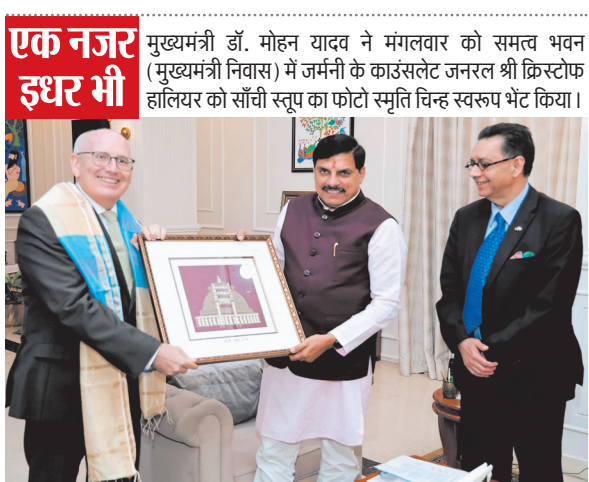 एक नजर
इधर भी
मुख्यमंत्री डॉ. मोहन यादव ने मंगलवार को समत्व भवन
(मुख्यमंत्री निवास) में जर्मनी के काउंसलेट जनरल श्री क्रिस्टोफ
हालियर को साँची स्तूप का फोटो स्मृति चिन्ह स्वरूप भेंट किया।